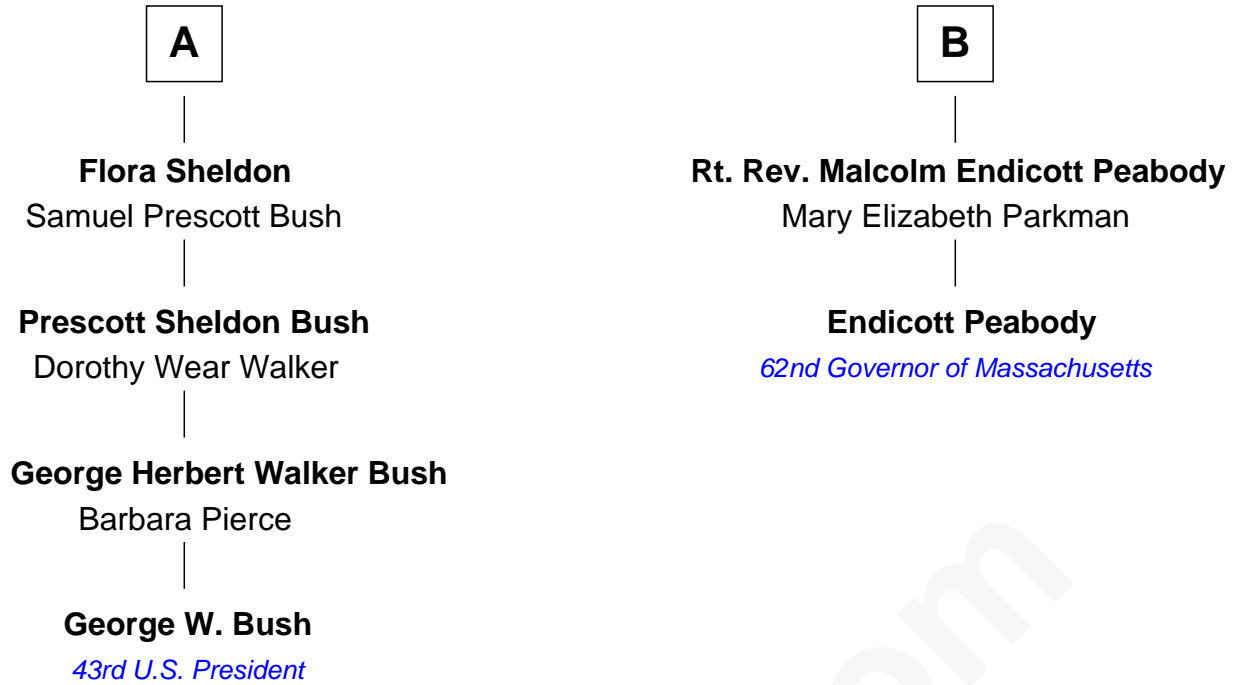 A
Flora Sheldon
Samuel Prescott Bush
Prescott Sheldon Bush
Dorothy Wear Walker
George Herbert Walker Bush
Barbara Pierce
George W. Bush
43rd U.S. President
B
Rt. Rev. Malcolm Endicott Peabody
Mary Elizabeth Parkman
Endicott Peabody
62nd Governor of Massachusetts
om